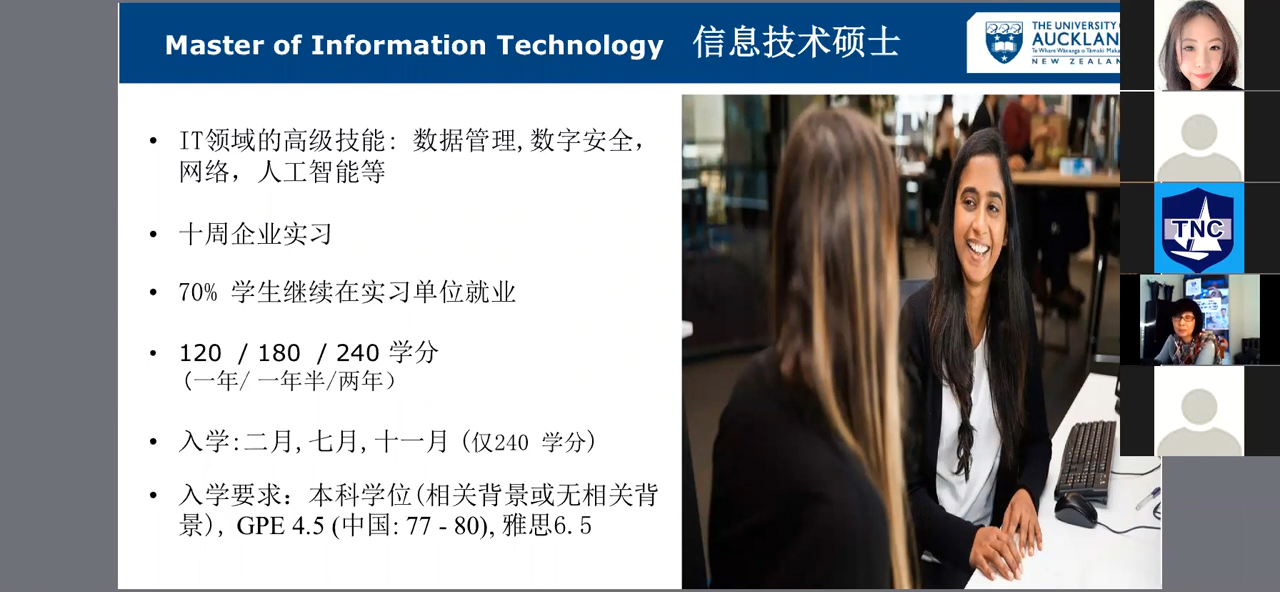 Master of Information Technology 信息技术硕士
THE UNIVERSITY
AUCKLAN
NEW ZEALAN
• IT领域的高级技能: 数据管理,数字安全,
网络，人工智能等
• 十周企业实习
• 70% 学生继续在实习单位就业
• 120 / 180 / 240 学分
（一年/ 一年半/两年）
• 入学:二月,七月,十一月 (仅240 学分)
• 入学要求：本科学位(相关背景或无相关背
景), GPE 4.5 (中国: 77 - 80), 雅思6.5
TNC